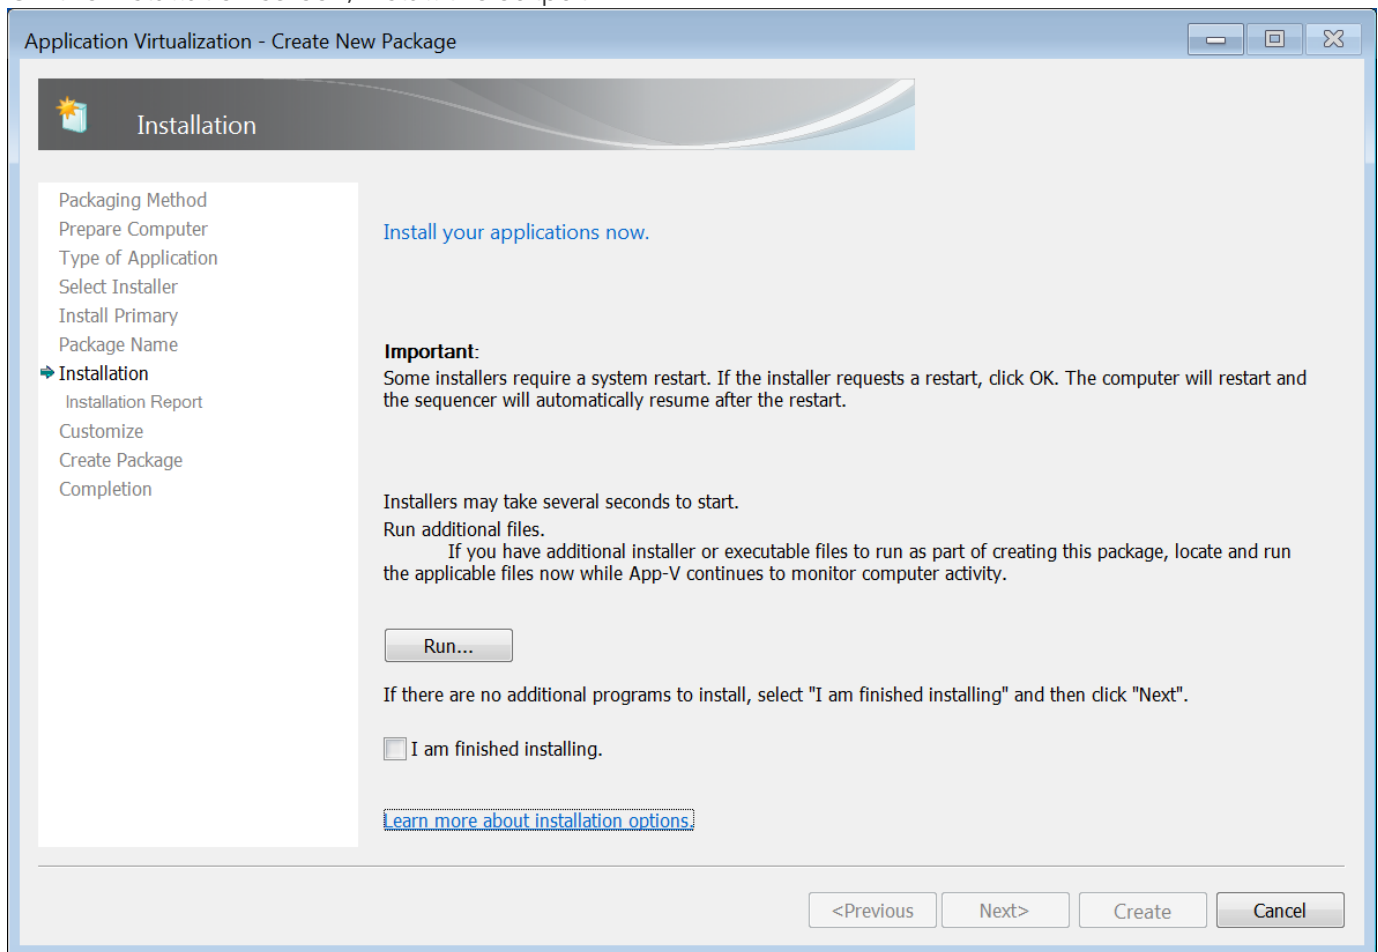 Application Virtualization - Create New Package
Installation
Packaging Method
Prepare Computer
Type of Application
Select Installer
Install Primary
Package Name
Installation
Installation Report
Customize
Create Package
Completion
Install your applications now.
Important:
Some installers require a system restart. If the installer requests a restart, click OK. The computer will restart and
the sequencer will automatically resume after the restart.
Installers may take several seconds to start.
Run additional files.
If you have additional installer or executable files to run as part of creating this package, locate and run
the applicable files now while App-V continues to monitor computer activity.
Run...
If there are no additional programs to install, select "I am finished installing" and then click "Next".
I am finished installing.
Learn more about installation options.
<Previous
Next>
Create
Cancel